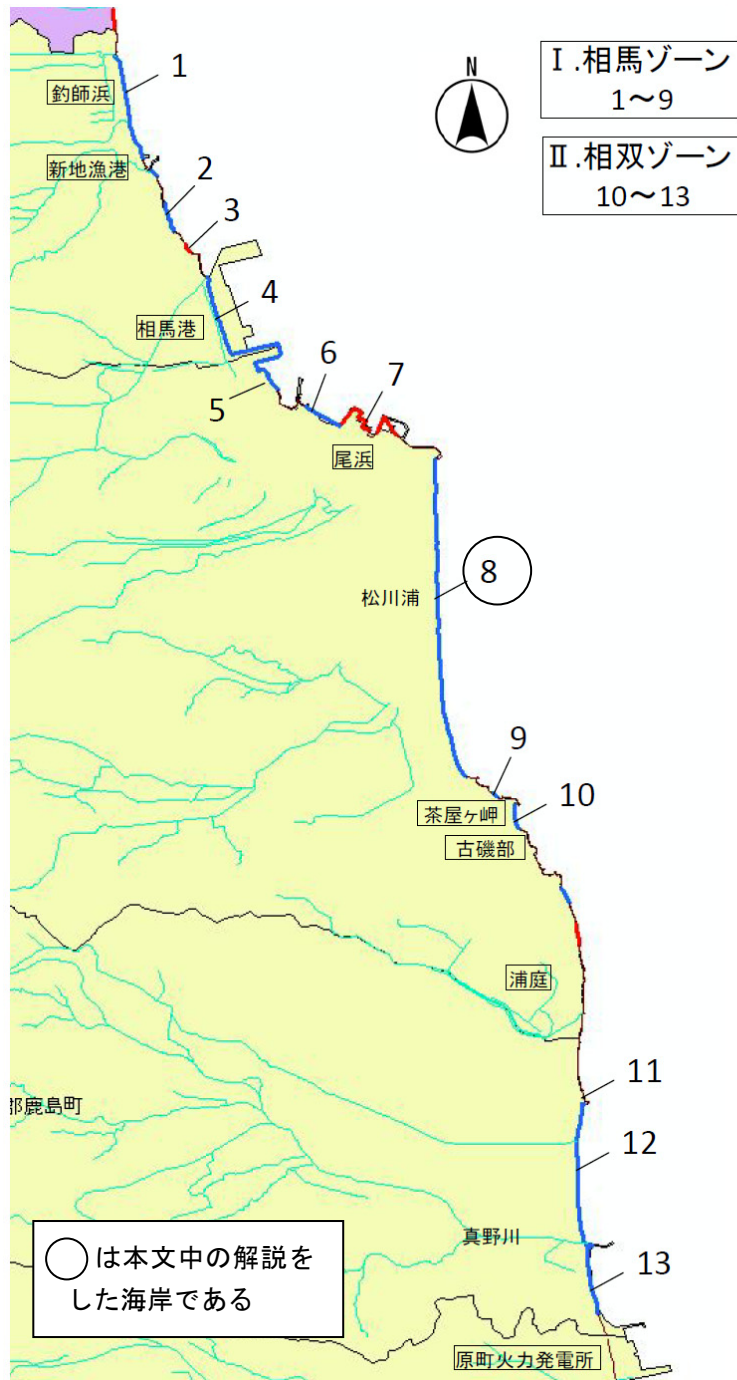 N
Ⅰ.相馬ゾーン
1～9
Ⅱ.相双ゾーン
10～13
1
釣師浜
新地漁港
2
3
4
相馬港
5
6
7
尾浜
8
松川浦
9
10
茶屋ヶ岬
古磯部
浦庭
11
郡鹿島町
12
真野川
13
◯は本文中の解説を
した海岸である
原町火力発電所